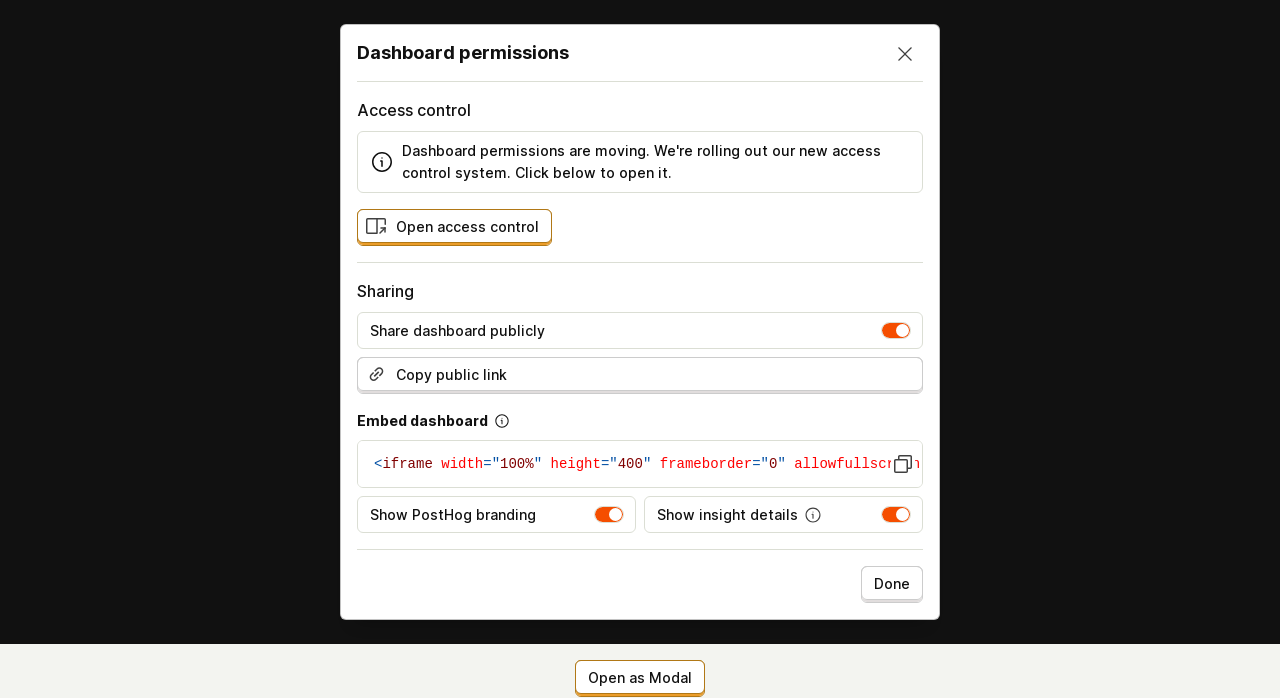 Dashboard permissions
Access control
Dashboard permissions are moving. We're rolling out our new access
control system. Click below to open it.
Open access control
Sharing
Share dashboard publicly
Copy public link
Embed dashboard
<iframe width="100%" height="400" frameborder="0" allowfullscr
Show PostHog branding
Show insight details
Done
Open as Modal